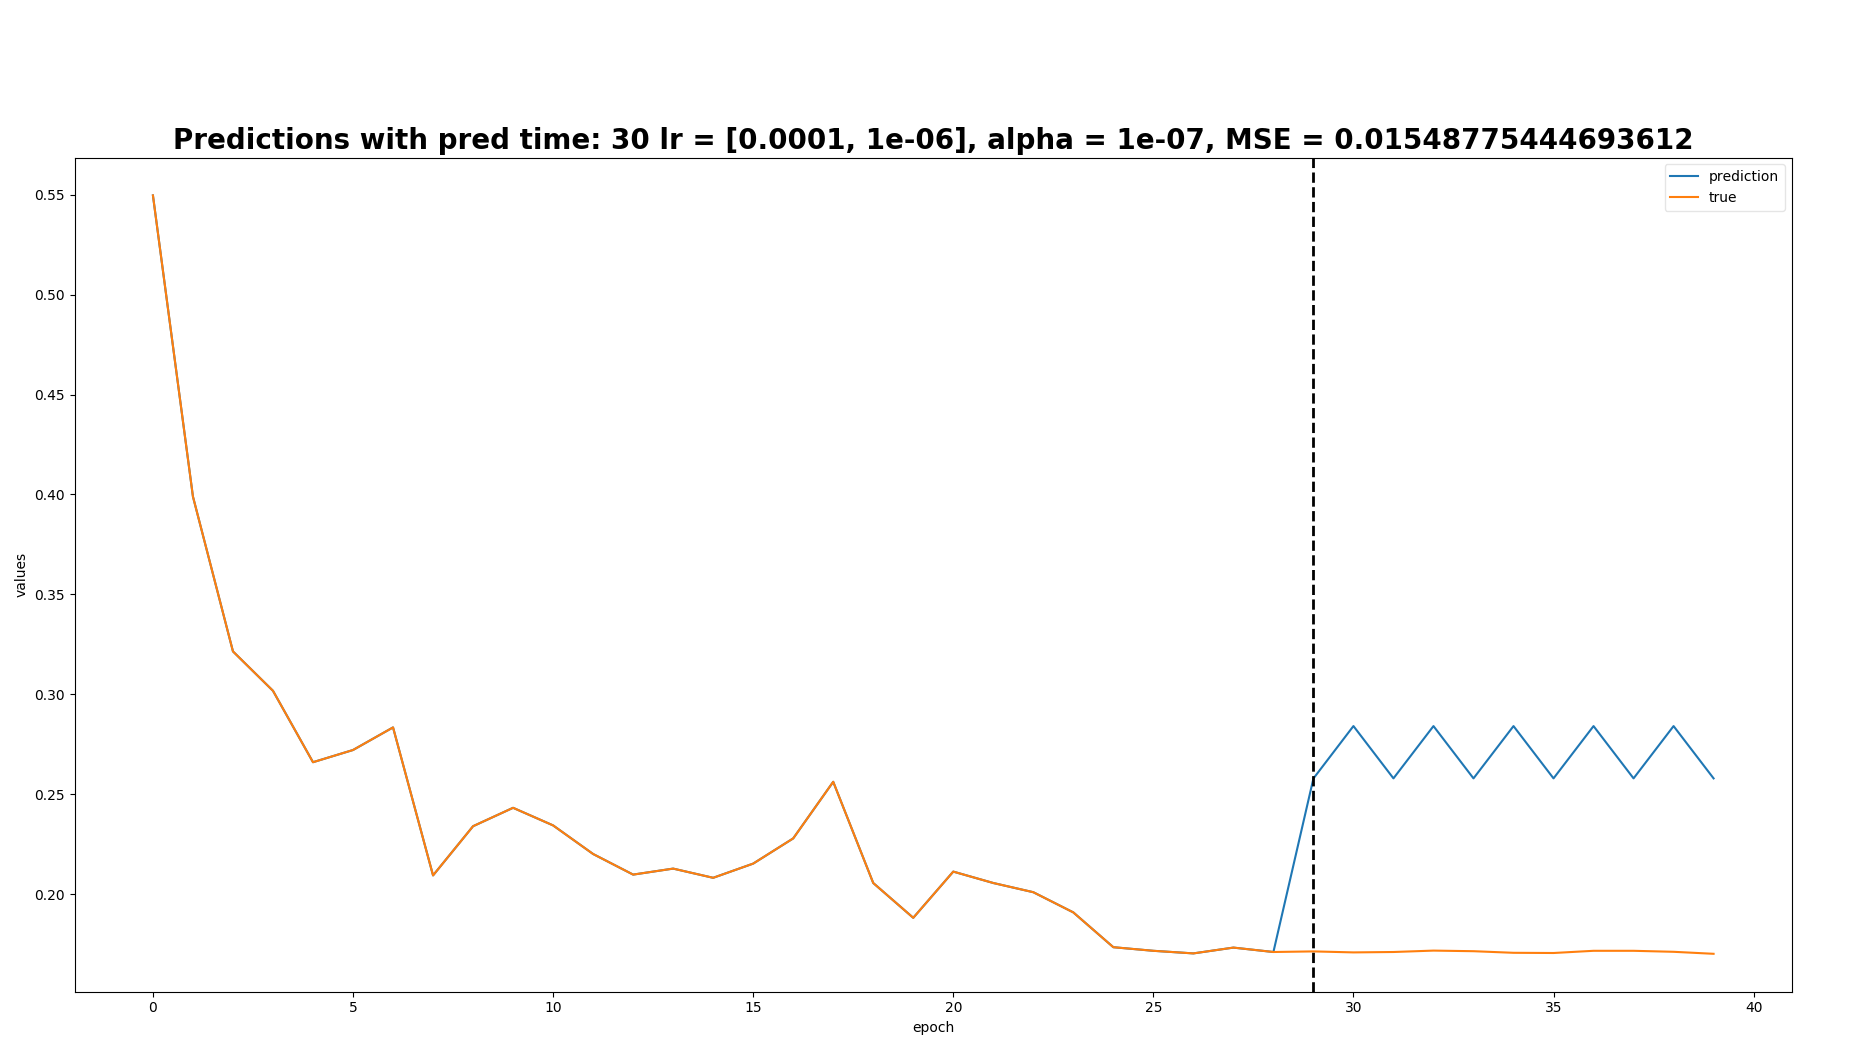 Predictions with pred time: 30 lr = [0.0001, 1e-06], alpha = 1e-07, MSE = 0.01548775444693612
prediction
true
0.55
0.50
0.45
0.40
0.35
0.30
0.25
0.20
values
0 5 10 15 20 25 30 35 40
epoch